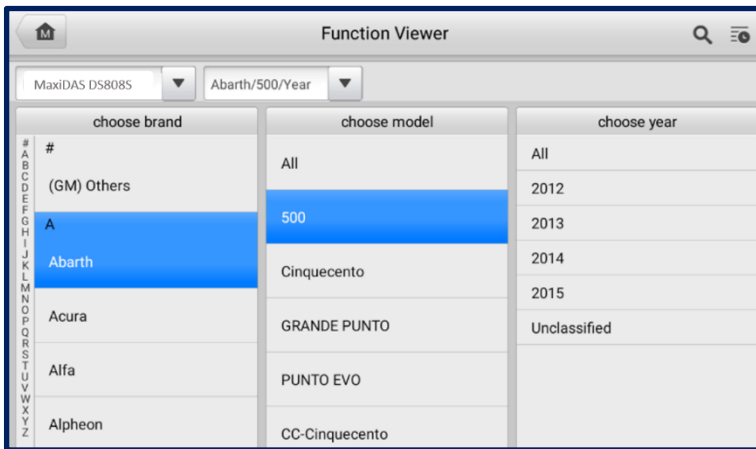 M
Function Viewer
MaxiDAS DS808S
Abarth/500/Year
choose brand
#
A
B
C
D
E
F
G
H
I
J
K
L
M
N
O
P
Q
R
S
T
U
V
W
X
Y
Z
#
(GM) Others
A
Abarth
Acura
Alfa
Alpheon
choose model
All
500
Cinquecento
GRANDE PUNTO
PUNTO EVO
CC-Cinquecento
choose year
All
2012
2013
2014
2015
Unclassified